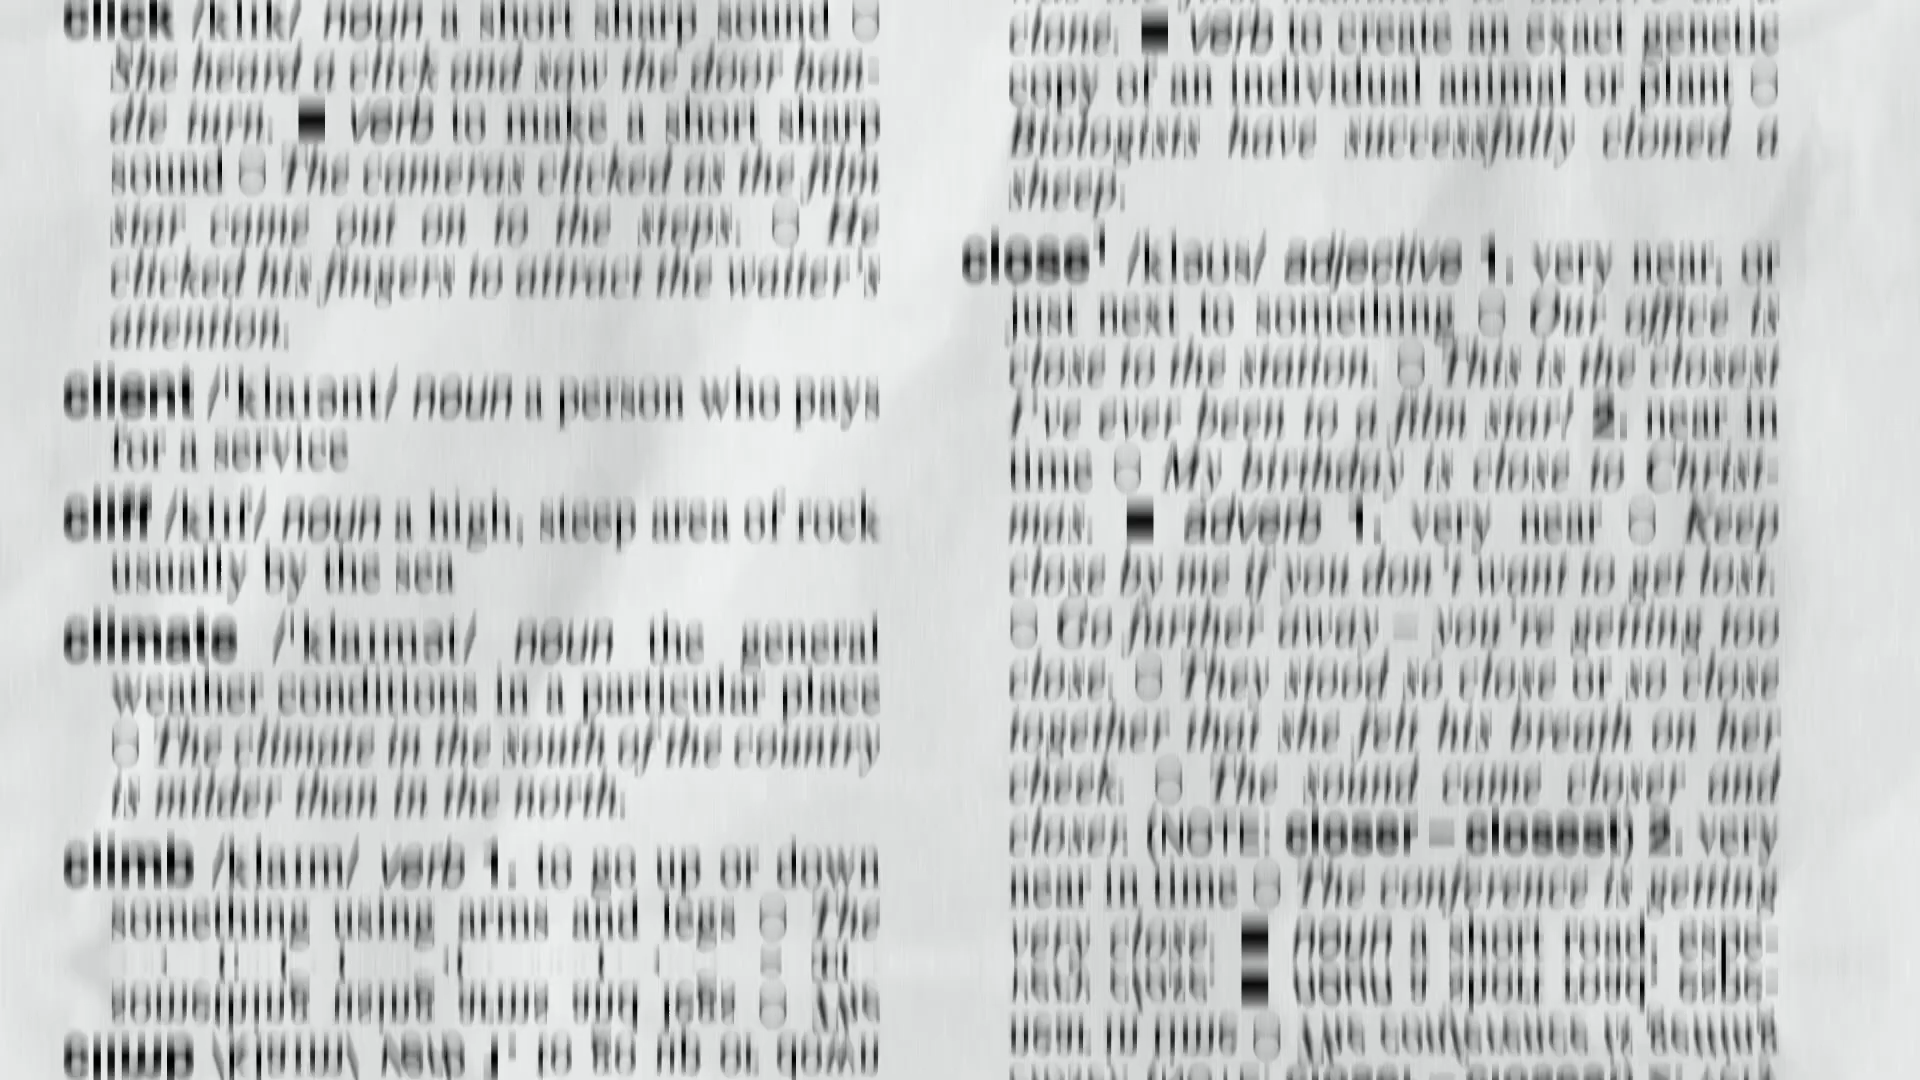 click /klɪk/ noun a short sharp sound ○
She heard a click and saw the door han-
dle turn. ■ verb to make a short sharp
sound ○ The cameras clicked as the film
star came out on to the steps. ○ He
clicked his fingers to attract the waiter's
attention.
client /ˈklaɪənt/ noun a person who pays
for a service
cliff /klɪf/ noun a high, steep area of rock
usually by the sea
climate /ˈklaɪmət/ noun the general
weather conditions in a particular place
○ The climate in the south of the country
is milder than in the north.
climb /klaɪm/ verb 1. to go up or down
something using arms and legs ○ The
clone. ■ verb to create an exact genetic
copy of an individual animal or plant ○
Biologists have successfully cloned a
sheep.
close¹ /kləʊs/ adjective 1. very near, or
just next to something ○ Our office is
close to the station. ○ This is the closest
I've ever been to a film star! 2. near in
time ○ My birthday is close to Christ-
mas. ■ adverb 1. very near ○ Keep
close by me if you don't want to get lost.
○ Go further away – you're getting too
close. ○ They stood so close or so close
together that she felt his breath on her
cheek. ○ The sound came closer and
closer. (NOTE: closer – closest) 2. very
near in time ○ The conference is getting
very close. ■ noun a short road,